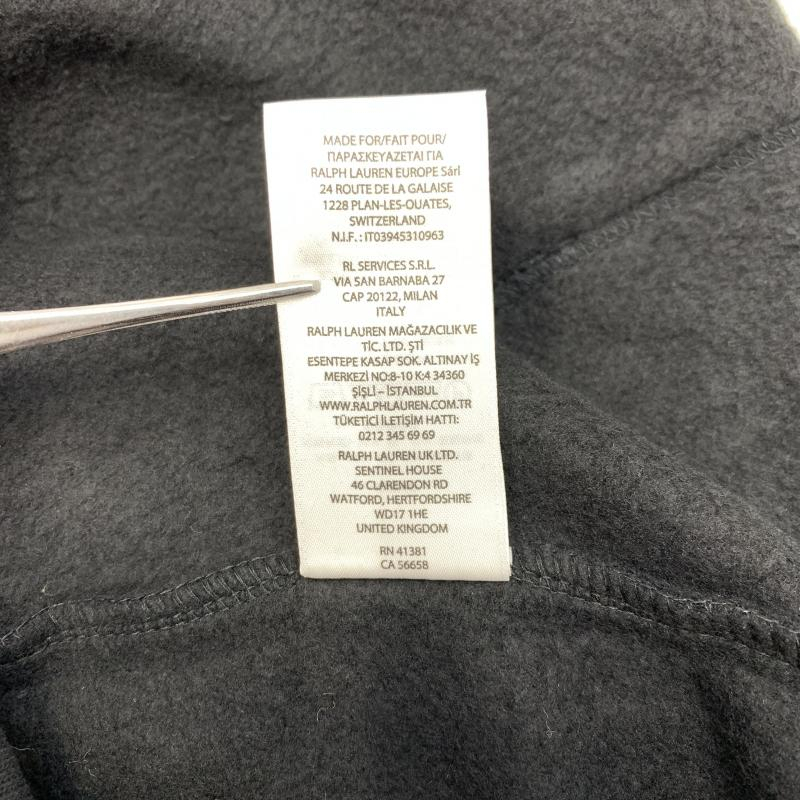 MADE FOR/FAIT POUR/
ΠΑΡΑΣΚΕΥΑΖΕΤΑΙ ΓΙΑ
RALPH LAUREN EUROPE Sárl
24 ROUTE DE LA GALAISE
1228 PLAN-LES-OUATES,
SWITZERLAND
N.I.F. : IT03945310963
RL SERVICES S.R.L.
VIA SAN BARNABA 27
CAP 20122, MILAN
ITALY
RALPH LAUREN MAĞAZACILIK VE
TİC. LTD. ŞTİ
ESENTEPE KASAP SOK. ALTINAY İŞ
MERKEZİ NO:8-10 K:4 34360
ŞİŞLİ – İSTANBUL
WWW.RALPHLAUREN.COM.TR
TÜKETİCİ İLETİŞİM HATTI:
0212 345 69 69
RALPH LAUREN UK LTD.
SENTINEL HOUSE
46 CLARENDON RD
WATFORD, HERTFORDSHIRE
WD17 1HE
UNITED KINGDOM
RN 41381
CA 56658